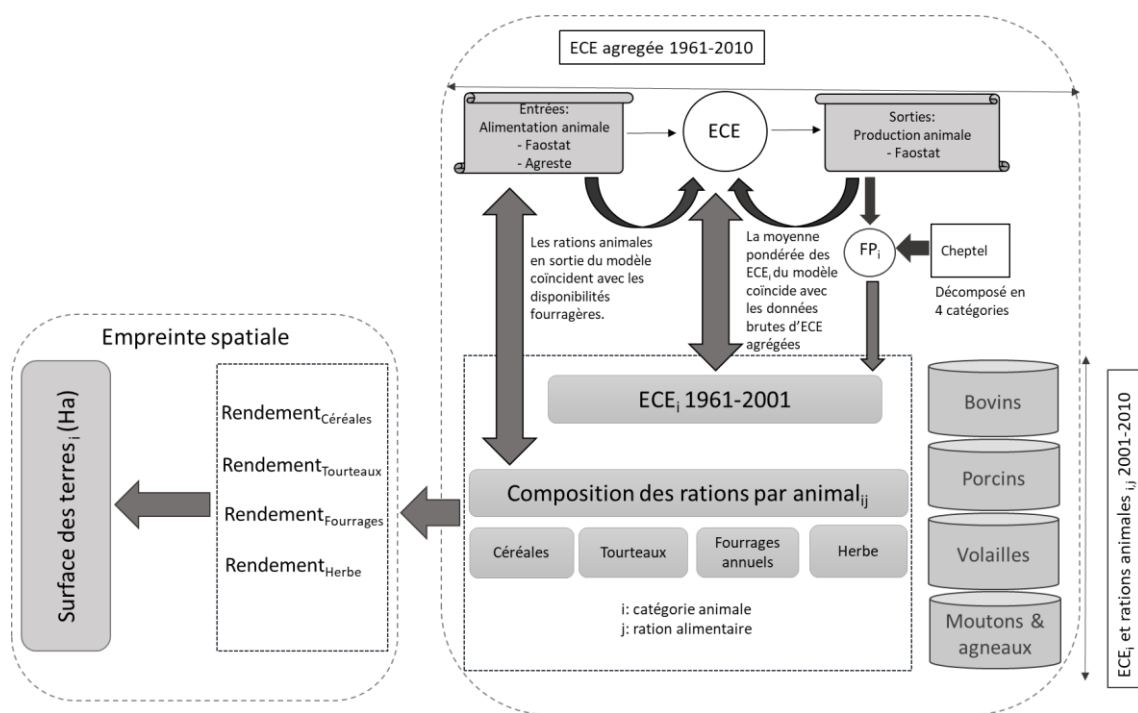 ECE agregée 1961-2010
Entrées:
Alimentation animale
- Faostat
- Agreste
ECE
Sorties:
Production animale
- Faostat
Les rations animales
en sortie du modèle
coïncident avec les
disponibilités
fourragères.
La moyenne
pondérée des
ECEi du modèle
coïncide avec
les données
brutes d'ECE
agrégées
FPi
Cheptel
Décomposé en
4 catégories
Empreinte spatiale
Surface des terres i (Ha)
RendementCéréales
RendementTourteaux
RendementFourrages
RendementHerbe
ECEi 1961-2001
Composition des rations par animalij
Céréales
Tourteaux
Fourrages
annuels
Herbe
i: catégorie animale
j: ration alimentaire
Bovins
Porcins
Volailles
Moutons &
agneaux
ECEi et rations animales i,j 2001-2010